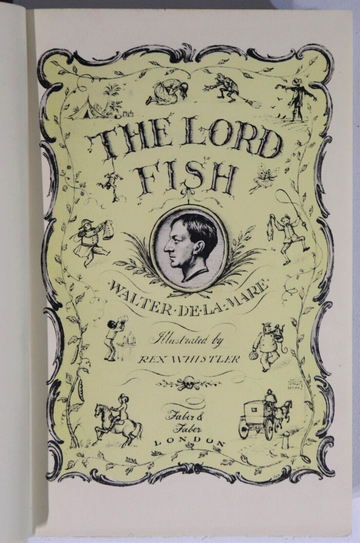 THE LORD
FISH
WALTER·DE·LA·MARE·
Illustrated by
REX WHISTLER
Faber &
Faber
LONDON